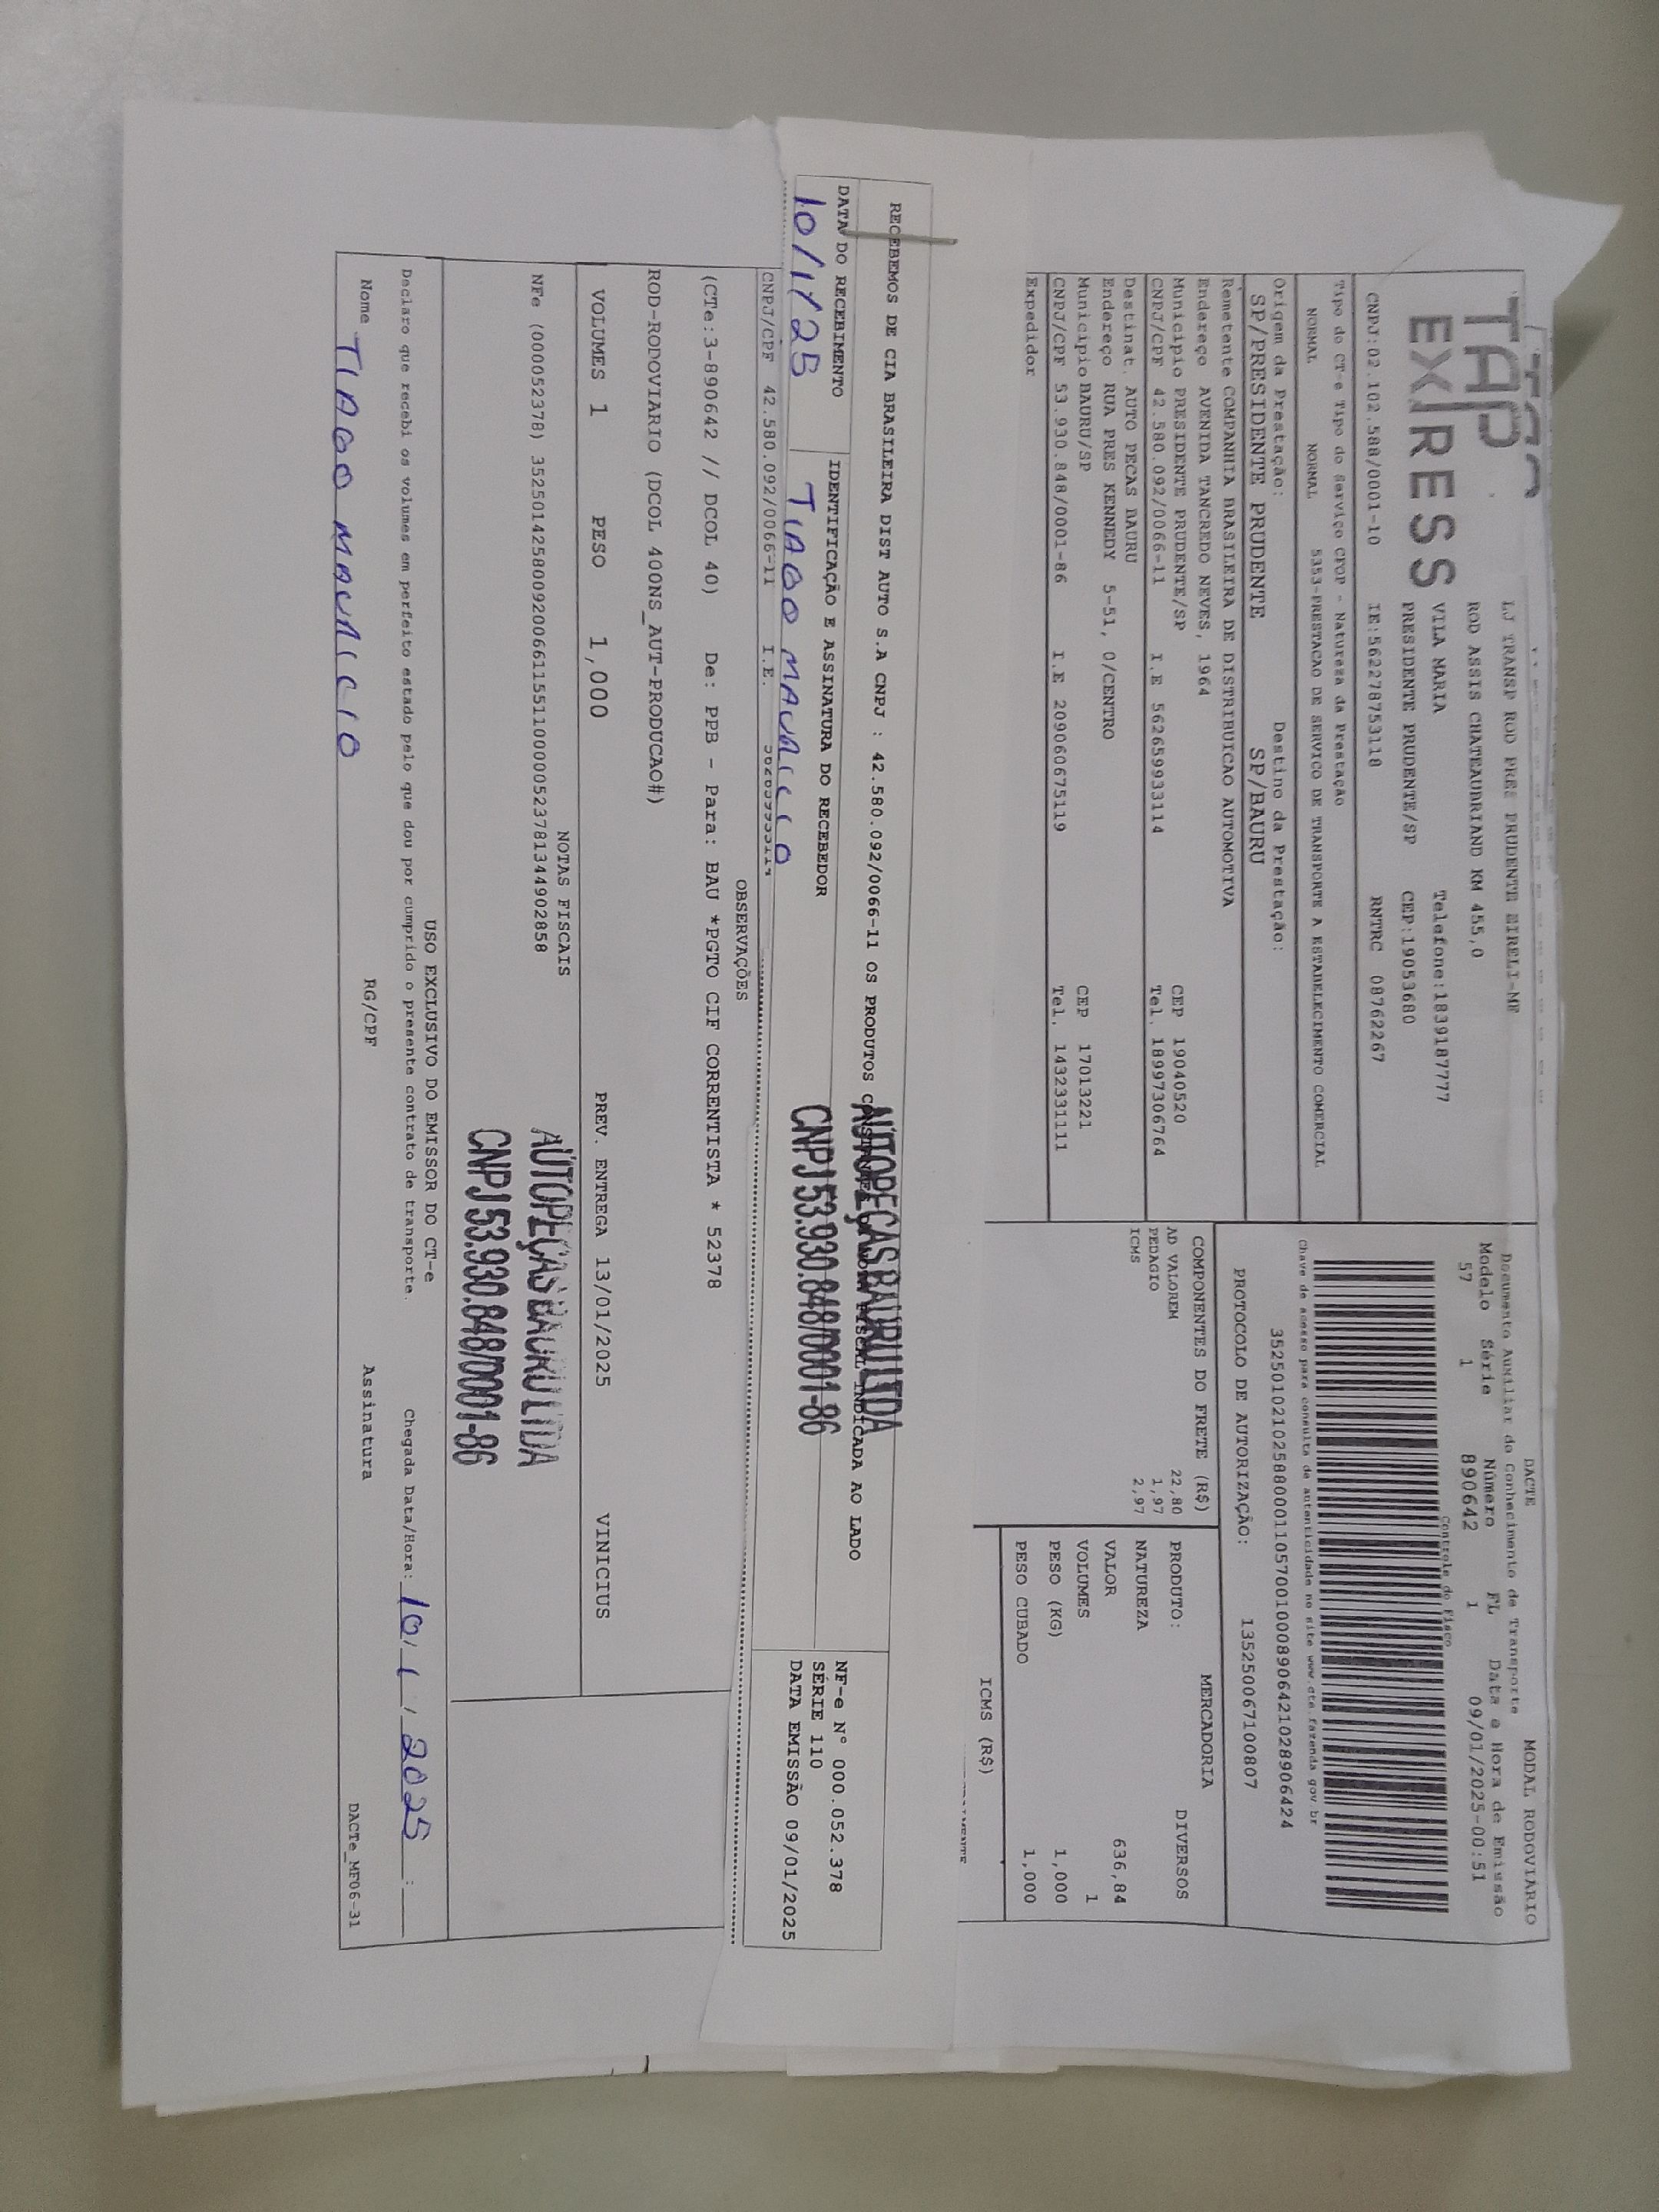 TAP
EXPRESS
LJ TRANSP ROD PRES PRUDENTE EIRELI-MF
ROD ASSIS CHATEAUBRIAND KM 455,0
VILA MARIA Telefone:1839187777
PRESIDENTE PRUDENTE/SP CEP:19053680
CNPJ:02.102.588/0001-10 IE:562278753118 RNTRC 08762267
Tipo do CT-e Tipo do Serviço CFOP - Natureza da Prestação
NORMAL NORMAL 5353-PRESTACAO DE SERVICO DE TRANSPORTE A ESTABELECIMENTO COMERCIAL
Origem da Prestação: Destino da Prestação:
SP/PRESIDENTE PRUDENTE SP/BAURU
Remetente COMPANHIA BRASILEIRA DE DISTRIBUICAO AUTOMOTIVA
Endereço AVENIDA TANCREDO NEVES, 1964
Municipio PRESIDENTE PRUDENTE/SP CEP 19040520
CNPJ/CPF 42.580.092/0066-11 I.E 562659933114 Tel. 18997306764
Destinat. AUTO PECAS BAURU
Endereço RUA PRES KENNEDY 5-51, 0/CENTRO
Municipio BAURU/SP CEP 17013221
CNPJ/CPF 53.930.848/0001-86 I.E 209060675119 Tel. 1432331111
Expedidor
DACTE MODAL RODOVIÁRIO
Documento Auxiliar do Conhecimento de Transporte
Modelo Série Número FL Data e Hora de Emissão
57 1 890642 1 09/01/2025-00:51
Controle do Fisco
Chave de acesso para consulta de autenticidade no site www.cte.fazenda.gov.br
35250102102588000110570010008906421028906424
PROTOCOLO DE AUTORIZAÇÃO: 135250067100807
COMPONENTES DO FRETE (R$)
AD VALOREM 22,80
PEDAGIO 1,97
ICMS 2,97
MERCADORIA
PRODUTO: DIVERSOS
NATUREZA
VALOR 636,84
VOLUMES 1
PESO (KG) 1,000
PESO CUBADO 1,000
ICMS (R$)
RECEBEMOS DE CIA BRASILEIRA DIST AUTO S.A CNPJ : 42.580.092/0066-11 OS PRODUTOS CONSTANTES DA NOTA FISCAL INDICADA AO LADO
DATA DO RECEBIMENTO IDENTIFICAÇÃO E ASSINATURA DO RECEBEDOR
10/1/25 TIAGO MAURICIO
AUTOPEÇAS BAURU LTDA
CNPJ 53.930.848/0001-86
NF-e N° 000.052.378
SÉRIE 110
DATA EMISSÃO 09/01/2025
CNPJ/CPF 42.580.092/0066-11 I.E.
OBSERVAÇÕES
(CTe:3-890642 // DCOL 40) De: PPB - Para: BAU *PGTO CIF CORRENTISTA * 52378
ROD-RODOVIARIO (DCOL 400NS_AUT-PRODUCAO#)
VOLUMES 1 PESO 1,000 PREV. ENTREGA 13/01/2025 VINICIUS
NOTAS FISCAIS
NFe (000052378) 35250142580092006611551100000523781344902858
AUTOPEÇAS BAURU LTDA
CNPJ 53.930.848/0001-86
USO EXCLUSIVO DO EMISSOR DO CT-e
Declaro que recebi os volumes em perfeito estado pelo que dou por cumprido o presente contrato de transporte. Chegada Data/Hora: 10/1/2025 :
Nome TIAGO MAURICIO RG/CPF Assinatura DACTe_MF06-31